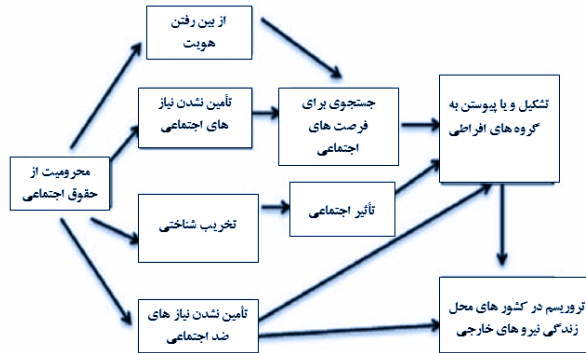 از بین رفتن
هویت
تأمین نشدن نیاز
های اجتماعی
جستجوی برای
فرصت های
اجتماعی
تشکیل و یا پیوستن به
گروه های افراطی
محرومیت از
حقوق اجتماعی
تخریب شناختی
تأثیر اجتماعی
تأمین نشدن نیاز های
ضد اجتماعی
تروریسم در کشور های محل
زندگی نیرو های خارجی